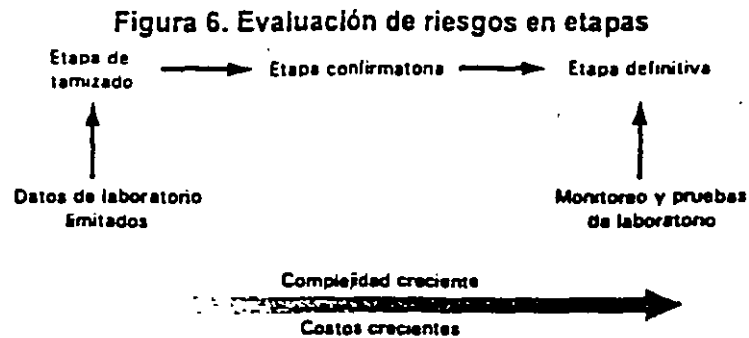 Figura 6. Evaluación de riesgos en etapas
Etapa de
tamizado
Etapa confirmatoria
Etapa definitiva
Datos de laboratorio
limitados
Monitoreo y pruebas
de laboratorio
Complejidad creciente
Costos crecientes